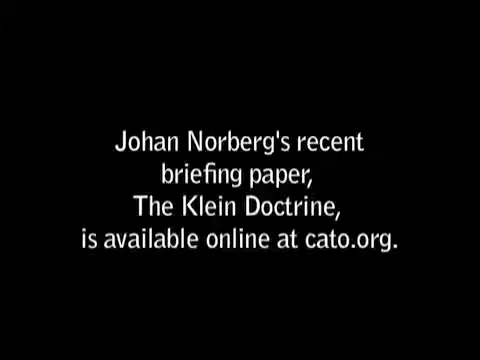 Johan Norberg's recent
briefing paper,
The Klein Doctrine,
is available online at cato.org.